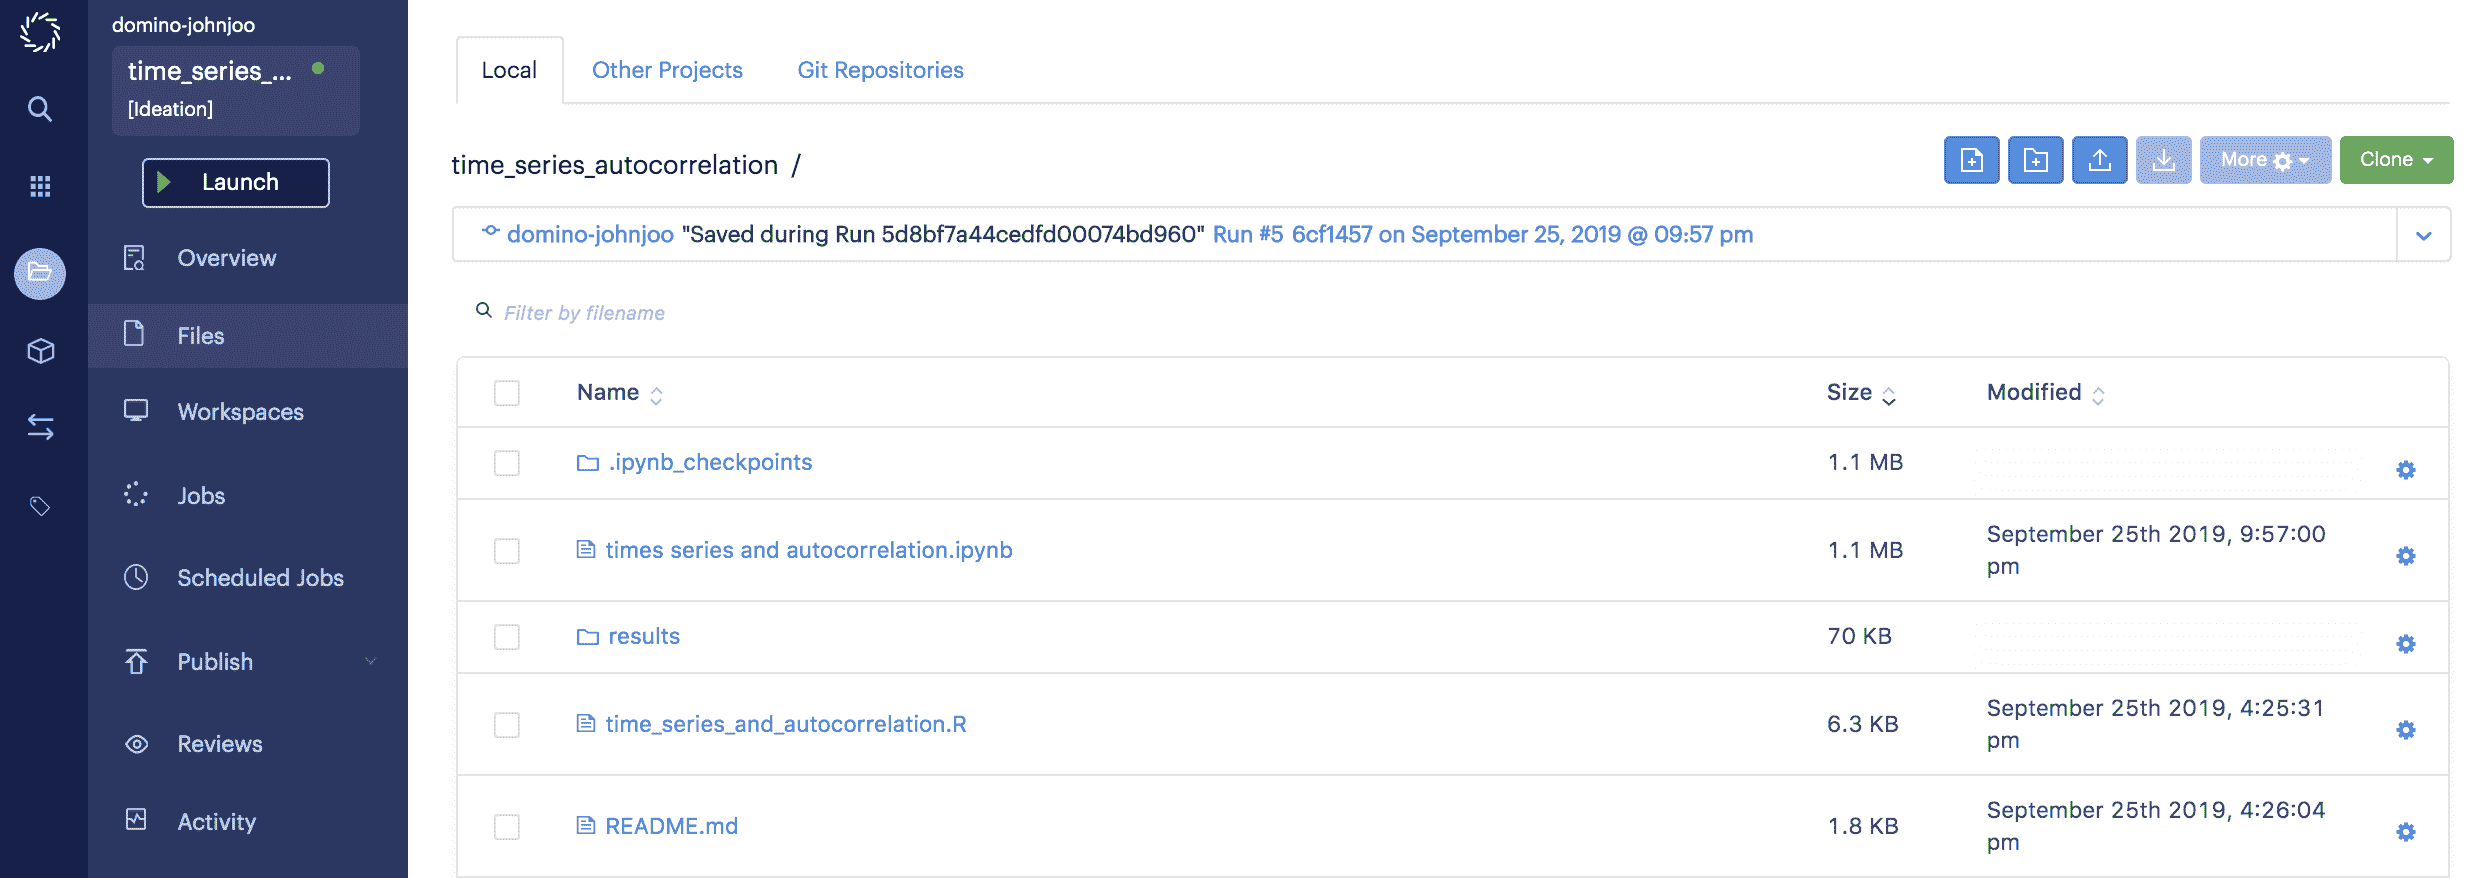 domino-johnjoo
time_series_...
[Ideation]
Launch
Overview
Files
Workspaces
Jobs
Scheduled Jobs
Publish
Reviews
Activity
Local Other Projects Git Repositories
time_series_autocorrelation /
More Clone
domino-johnjoo "Saved during Run 5d8bf7a44cedfd00074bd960" Run #5 6cf1457 on September 25, 2019 @ 09:57 pm
Filter by filename
Name Size Modified
.ipynb_checkpoints 1.1 MB
times series and autocorrelation.ipynb 1.1 MB September 25th 2019, 9:57:00
pm
results 70 KB
time_series_and_autocorrelation.R 6.3 KB September 25th 2019, 4:25:31
pm
README.md 1.8 KB September 25th 2019, 4:26:04
pm